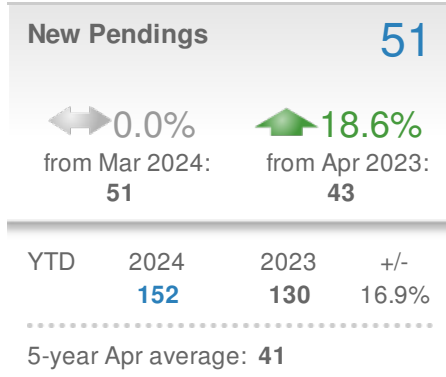 New Pendings 51
0.0% 18.6%
from Mar 2024: from Apr 2023:
51 43
YTD 2024 2023 +/-
152 130 16.9%
5-year Apr average: 41